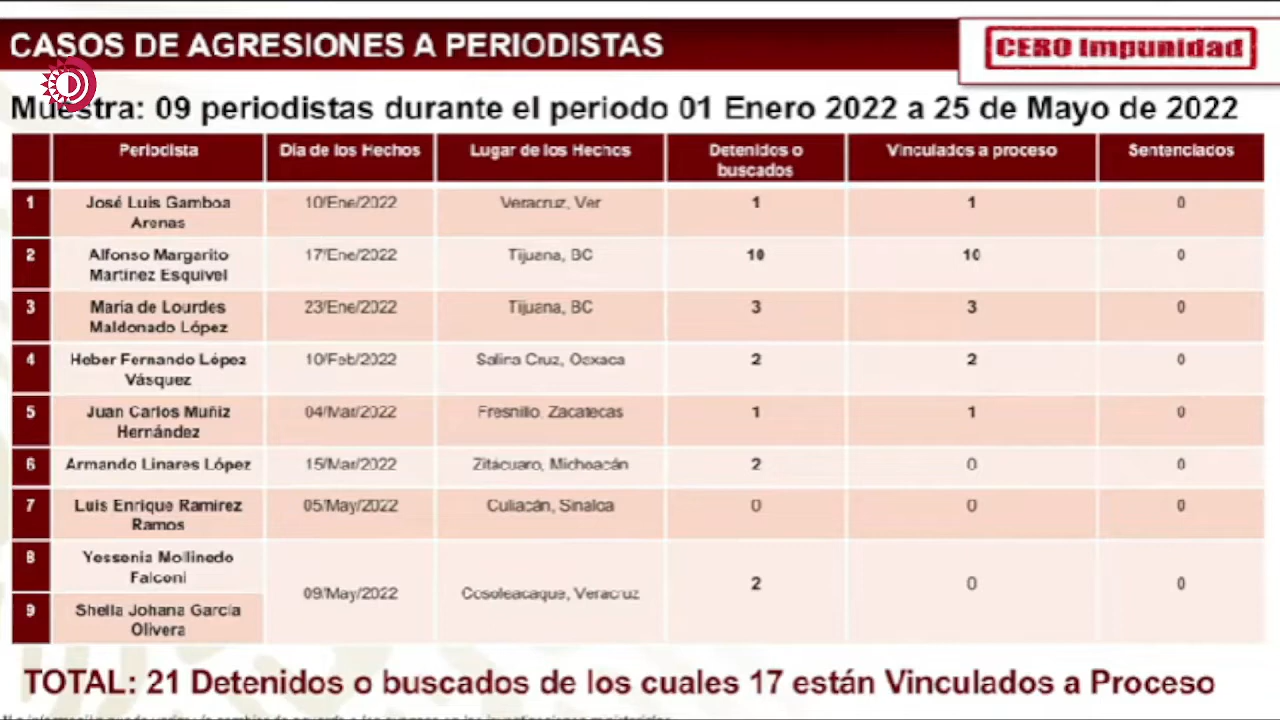 CASOS DE AGRESIONES A PERIODISTAS
CERO Impunidad
Muestra: 09 periodistas durante el periodo 01 Enero 2022 a 25 de Mayo de 2022
Periodista Día de los Hechos Lugar de los Hechos Detenidos o buscados Vinculados a proceso Sentenciados
1 José Luis Gamboa Arenas 10/Ene/2022 Veracruz, Ver 1 1 0
2 Alfonso Margarito Martínez Esquivel 17/Ene/2022 Tijuana, BC 10 10 0
3 María de Lourdes Maldonado López 23/Ene/2022 Tijuana, BC 3 3 0
4 Heber Fernando López Vásquez 10/Feb/2022 Salina Cruz, Oaxaca 2 2 0
5 Juan Carlos Muñiz Hernández 04/Mar/2022 Fresnillo, Zacatecas 1 1 0
6 Armando Linares López 15/Mar/2022 Zitácuaro, Michoacán 2 0 0
7 Luis Enrique Ramírez Ramos 05/May/2022 Culiacán, Sinaloa 0 0 0
8 Yessenia Mollinedo Falconi 09/May/2022 Cosoleacaque, Veracruz 2 0 0
9 Sheila Johana García Olivera
TOTAL: 21 Detenidos o buscados de los cuales 17 están Vinculados a Proceso